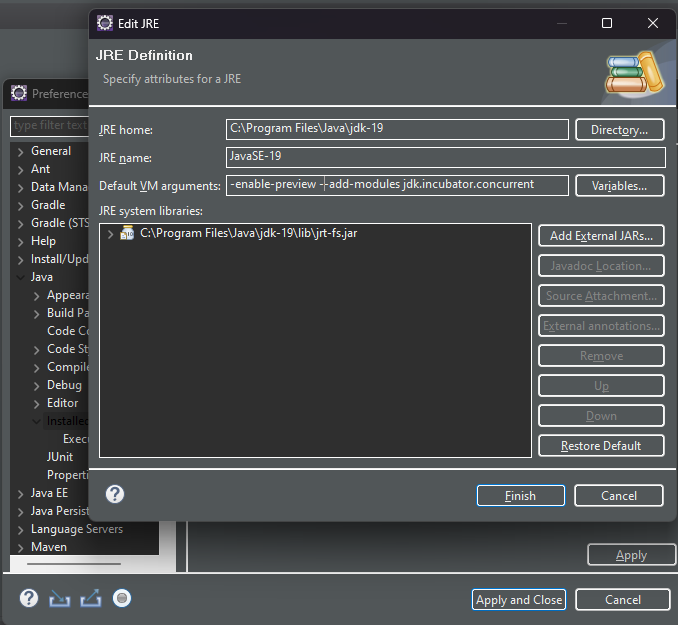 Edit JRE
JRE Definition
Specify attributes for a JRE
Preference
type filter text
General
Ant
Data Mana
Gradle
Gradle (STS
Help
Install/Upd
Java
Appeara
Build Pa
Code Co
Code Sty
Compile
Debug
Editor
Installed
Execu
JUnit
Properti
Java EE
Java Persist
Language Servers
Maven
JRE home:
C:\Program Files\Java\jdk-19
Directory...
JRE name:
JavaSE-19
Default VM arguments:
-enable-preview --add-modules jdk.incubator.concurrent
Variables...
JRE system libraries:
C:\Program Files\Java\jdk-19\lib\jrt-fs.jar
Add External JARs...
Javadoc Location...
Source Attachment...
External annotations...
Remove
Up
Down
Restore Default
?
Finish
Cancel
Apply
?
Apply and Close
Cancel